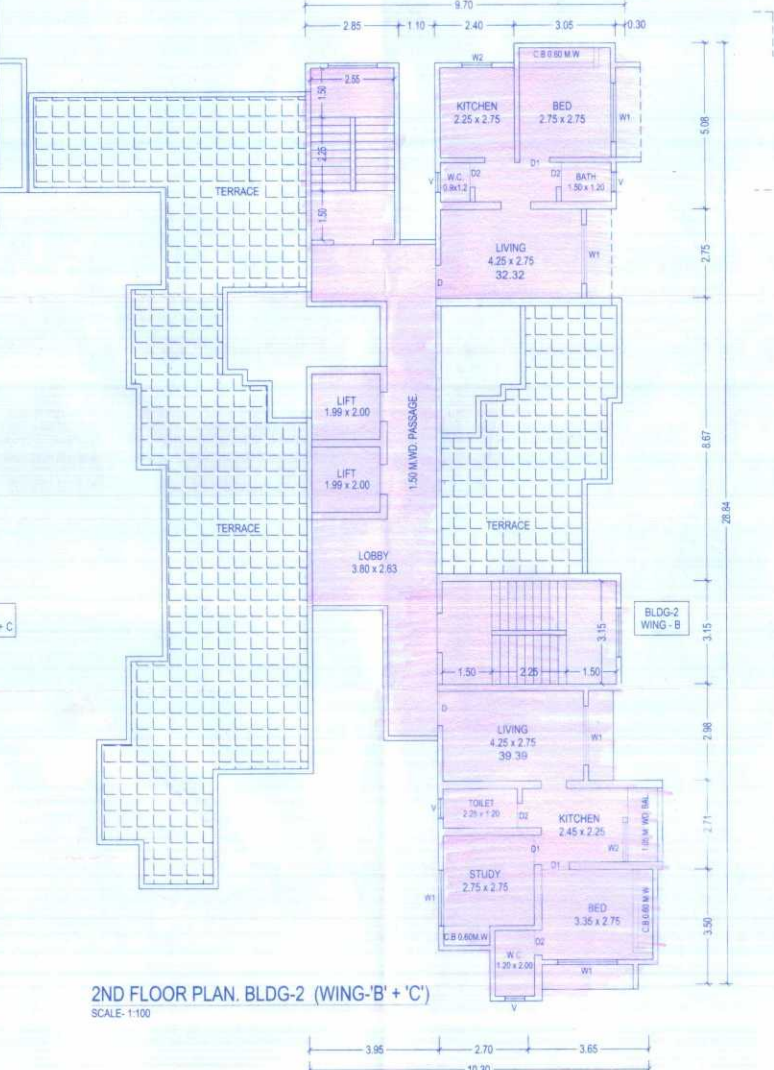 9.70
2.85
1.10
2.40
3.05
0.30
2.55
1.50
2.25
1.50
W2
C.B 0.60 M.W
KITCHEN
2.25 x 2.75
BED
2.75 x 2.75
W1
5.08
D1
V
W.C.
0.9x1.2
D2
D2
BATH
1.50 x 1.20
V
TERRACE
LIVING
4.25 x 2.75
32.32
W1
D
2.75
LIFT
1.99 x 2.00
LIFT
1.99 x 2.00
1.50 M.WD. PASSAGE
8.67
28.84
TERRACE
TERRACE
LOBBY
3.80 x 2.63
+ C
BLDG-2
WING - B
3.15
3.15
1.50
2.25
1.50
D
LIVING
4.25 x 2.75
39.39
W1
2.98
V
TOILET
2.25 x 1.20
D2
KITCHEN
2.45 x 2.25
W2
2.71
D1
D1
STUDY
2.75 x 2.75
W1
BED
3.35 x 2.75
C.B 0.60 M.W
3.50
C.B 0.60M.W
D2
W.C
1.20 x 2.00
W1
V
2ND FLOOR PLAN. BLDG-2 (WING-'B' + 'C')
SCALE- 1:100
3.95
2.70
3.65
10.30